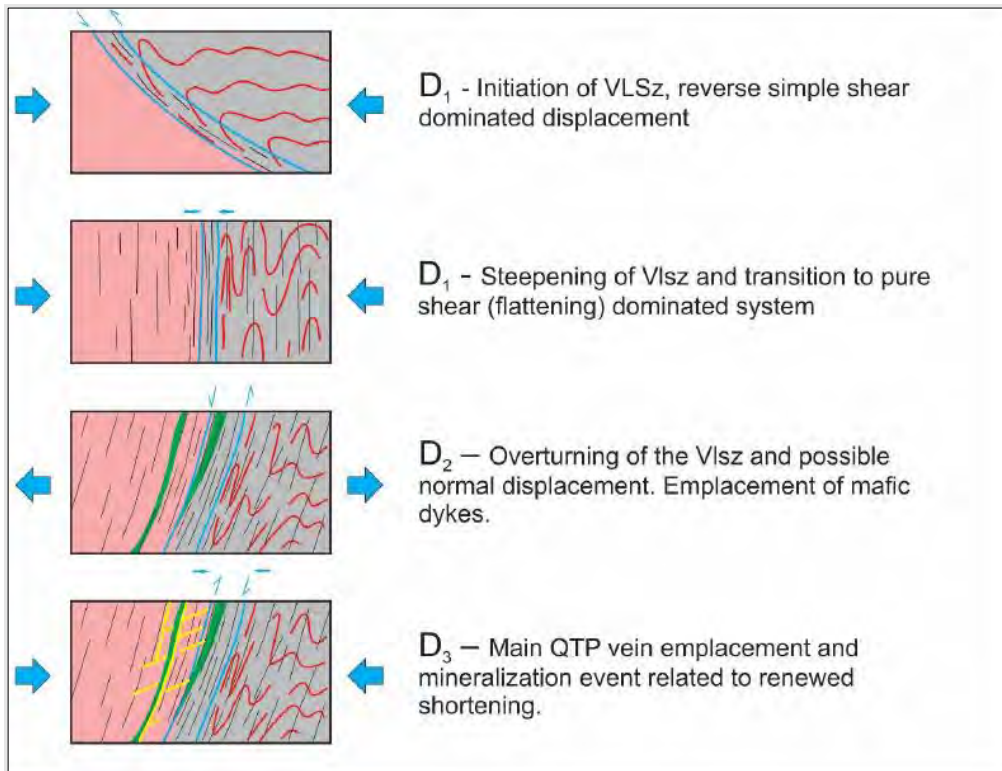 D1 - Initiation of VLSz, reverse simple shear
dominated displacement
D1 - Steepening of Vlsz and transition to pure
shear (flattening) dominated system
D2 – Overturning of the Vlsz and possible
normal displacement. Emplacement of mafic
dykes.
D3 – Main QTP vein emplacement and
mineralization event related to renewed
shortening.